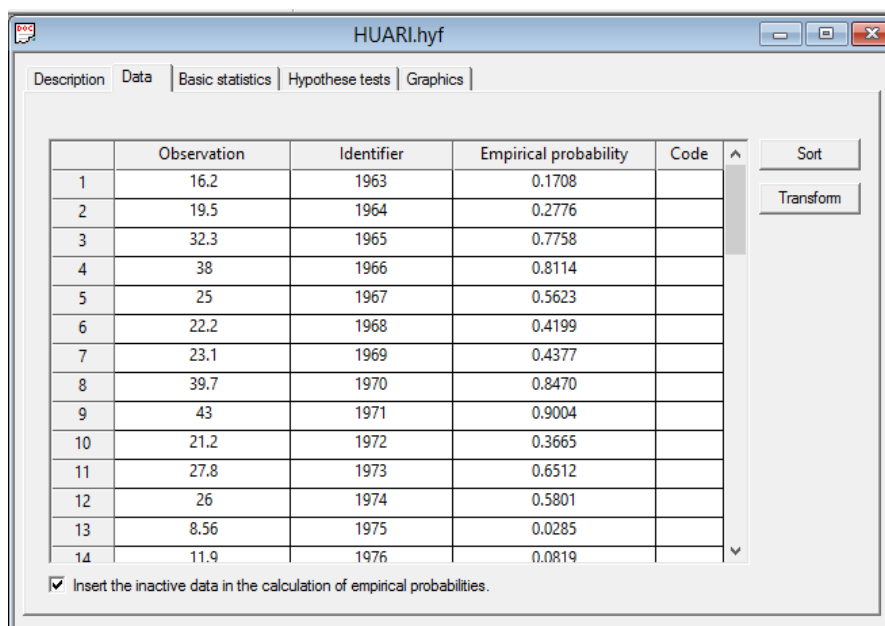 HUARI.hyf
Description Data Basic statistics Hypothese tests Graphics
Observation Identifier Empirical probability Code
1 16.2 1963 0.1708
2 19.5 1964 0.2776
3 32.3 1965 0.7758
4 38 1966 0.8114
5 25 1967 0.5623
6 22.2 1968 0.4199
7 23.1 1969 0.4377
8 39.7 1970 0.8470
9 43 1971 0.9004
10 21.2 1972 0.3665
11 27.8 1973 0.6512
12 26 1974 0.5801
13 8.56 1975 0.0285
14 11.9 1976 0.0819
Sort
Transform
Insert the inactive data in the calculation of empirical probabilities.